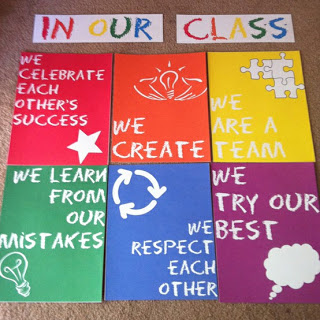 IN OUR CLASS
WE
CELEBRATE
EACH
OTHER'S
SUCCESS
WE
CREATE
WE
ARE A
TEAM
WE LEARN
FROM
OUR
MISTAKES
WE
RESPECT
EACH
OTHER
WE
TRY OUR
BEST